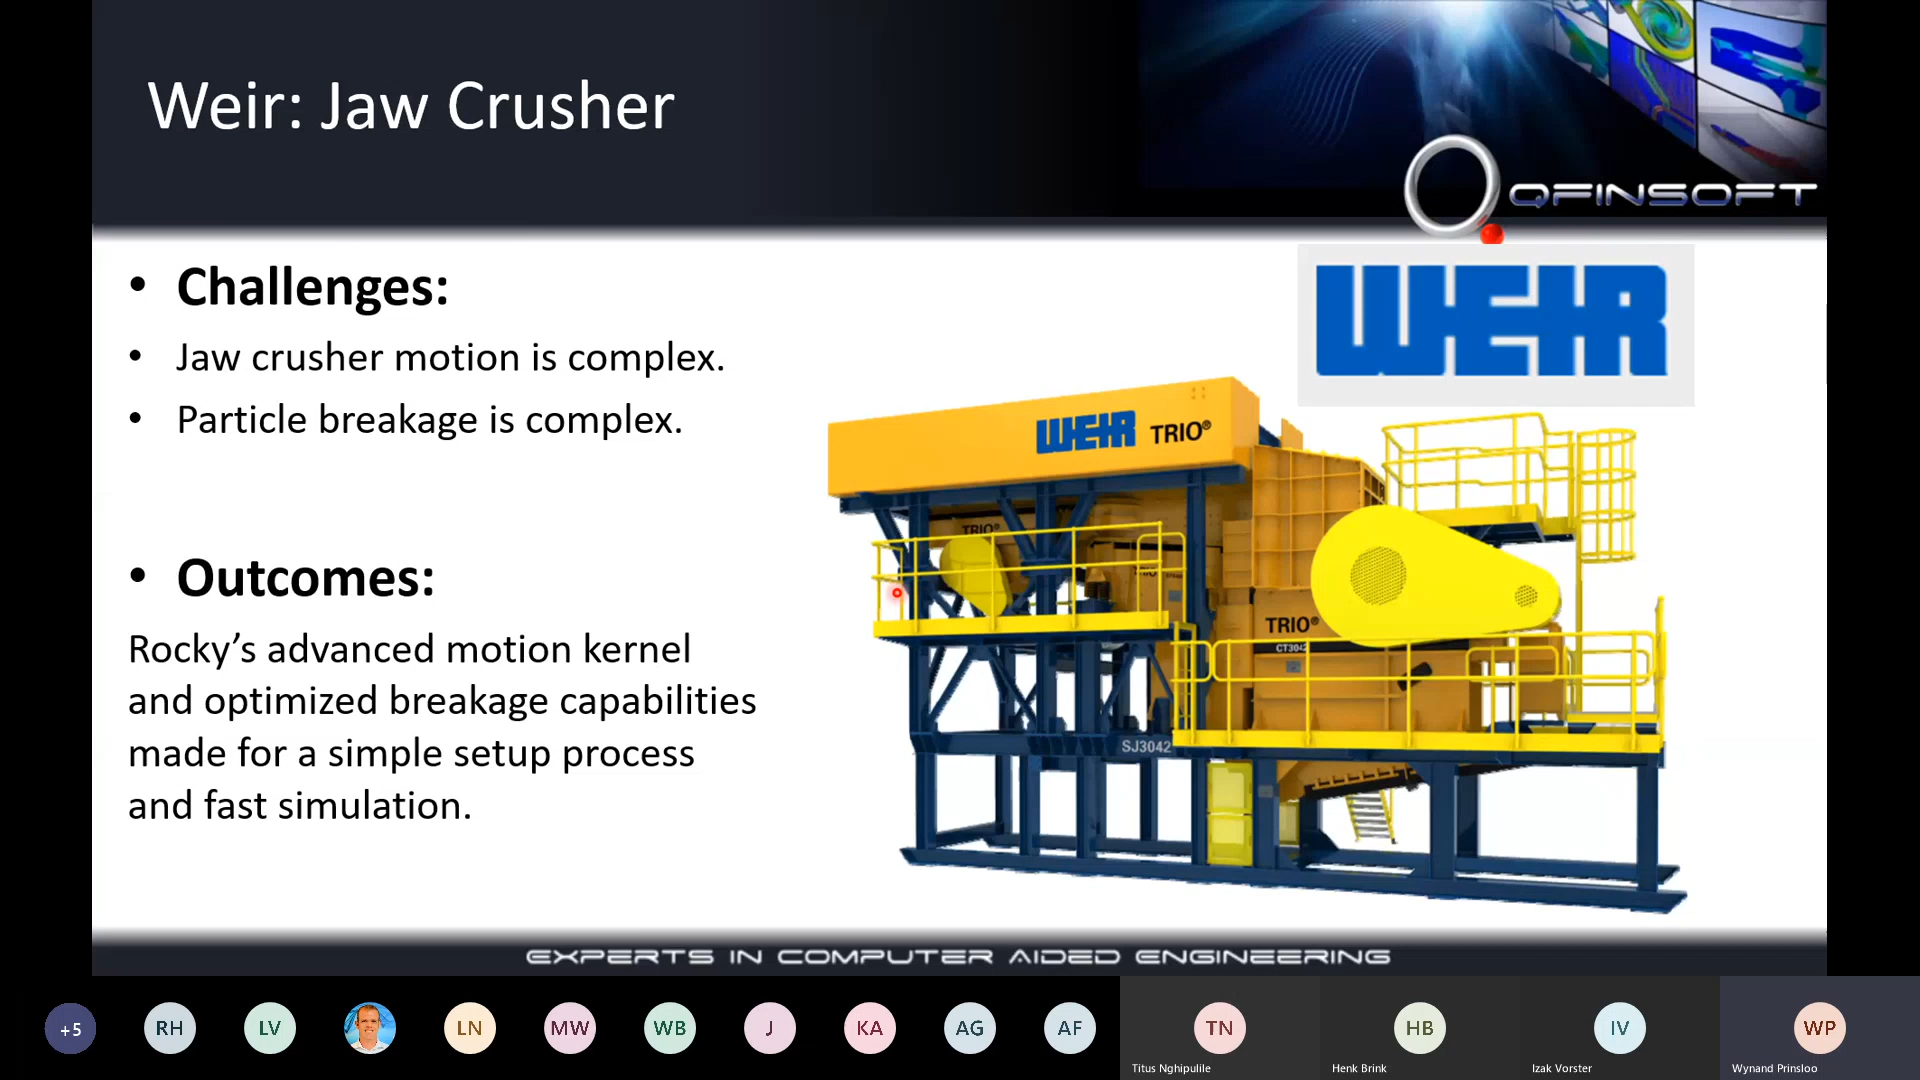 Weir: Jaw Crusher
QFINSOFT
WEIR
• Challenges:
• Jaw crusher motion is complex.
• Particle breakage is complex.
• Outcomes:
Rocky’s advanced motion kernel
and optimized breakage capabilities
made for a simple setup process
and fast simulation.
WEIR TRIO®
TRIO®
TRIO®
CT3042
SJ3042
EXPERTS IN COMPUTER AIDED ENGINEERING
+5
RH
LV
LN
MW
WB
J
KA
AG
AF
TN
HB
IV
WP
Titus Nghipulile
Henk Brink
Izak Vorster
Wynand Prinsloo